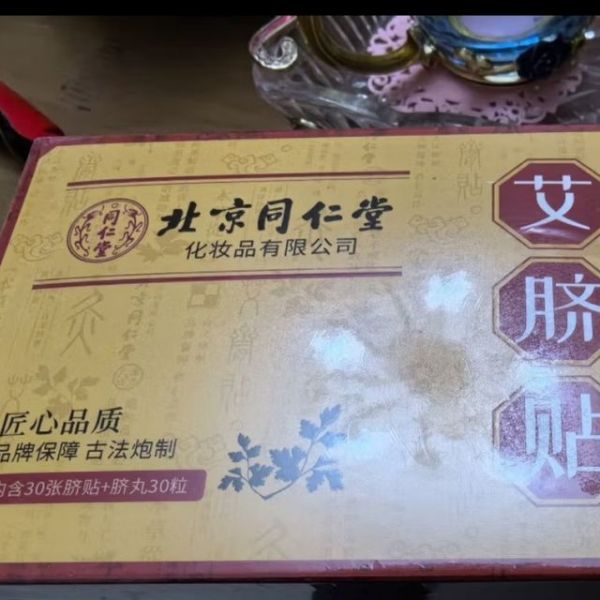 同仁堂
北京同仁堂
化妆品有限公司
艾脐贴
匠心品质
品牌保障 古法炮制
内含30张脐贴+脐丸30粒